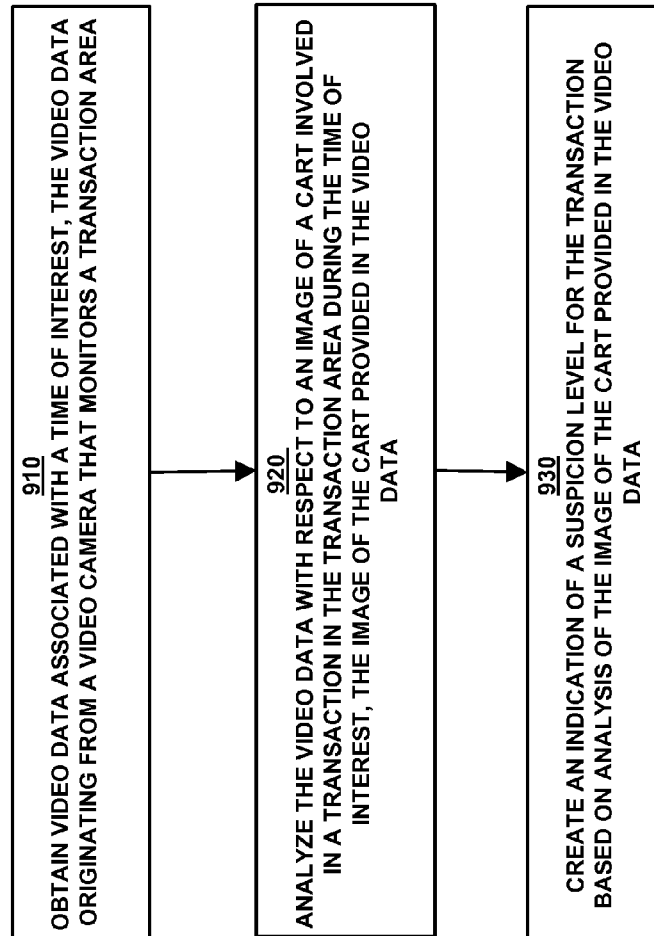 910
OBTAIN VIDEO DATA ASSOCIATED WITH A TIME OF INTEREST, THE VIDEO DATA
ORIGINATING FROM A VIDEO CAMERA THAT MONITORS A TRANSACTION AREA
920
ANALYZE THE VIDEO DATA WITH RESPECT TO AN IMAGE OF A CART INVOLVED
IN A TRANSACTION IN THE TRANSACTION AREA DURING THE TIME OF
INTEREST, THE IMAGE OF THE CART PROVIDED IN THE VIDEO
DATA
930
CREATE AN INDICATION OF A SUSPICION LEVEL FOR THE TRANSACTION
BASED ON ANALYSIS OF THE IMAGE OF THE CART PROVIDED IN THE VIDEO
DATA